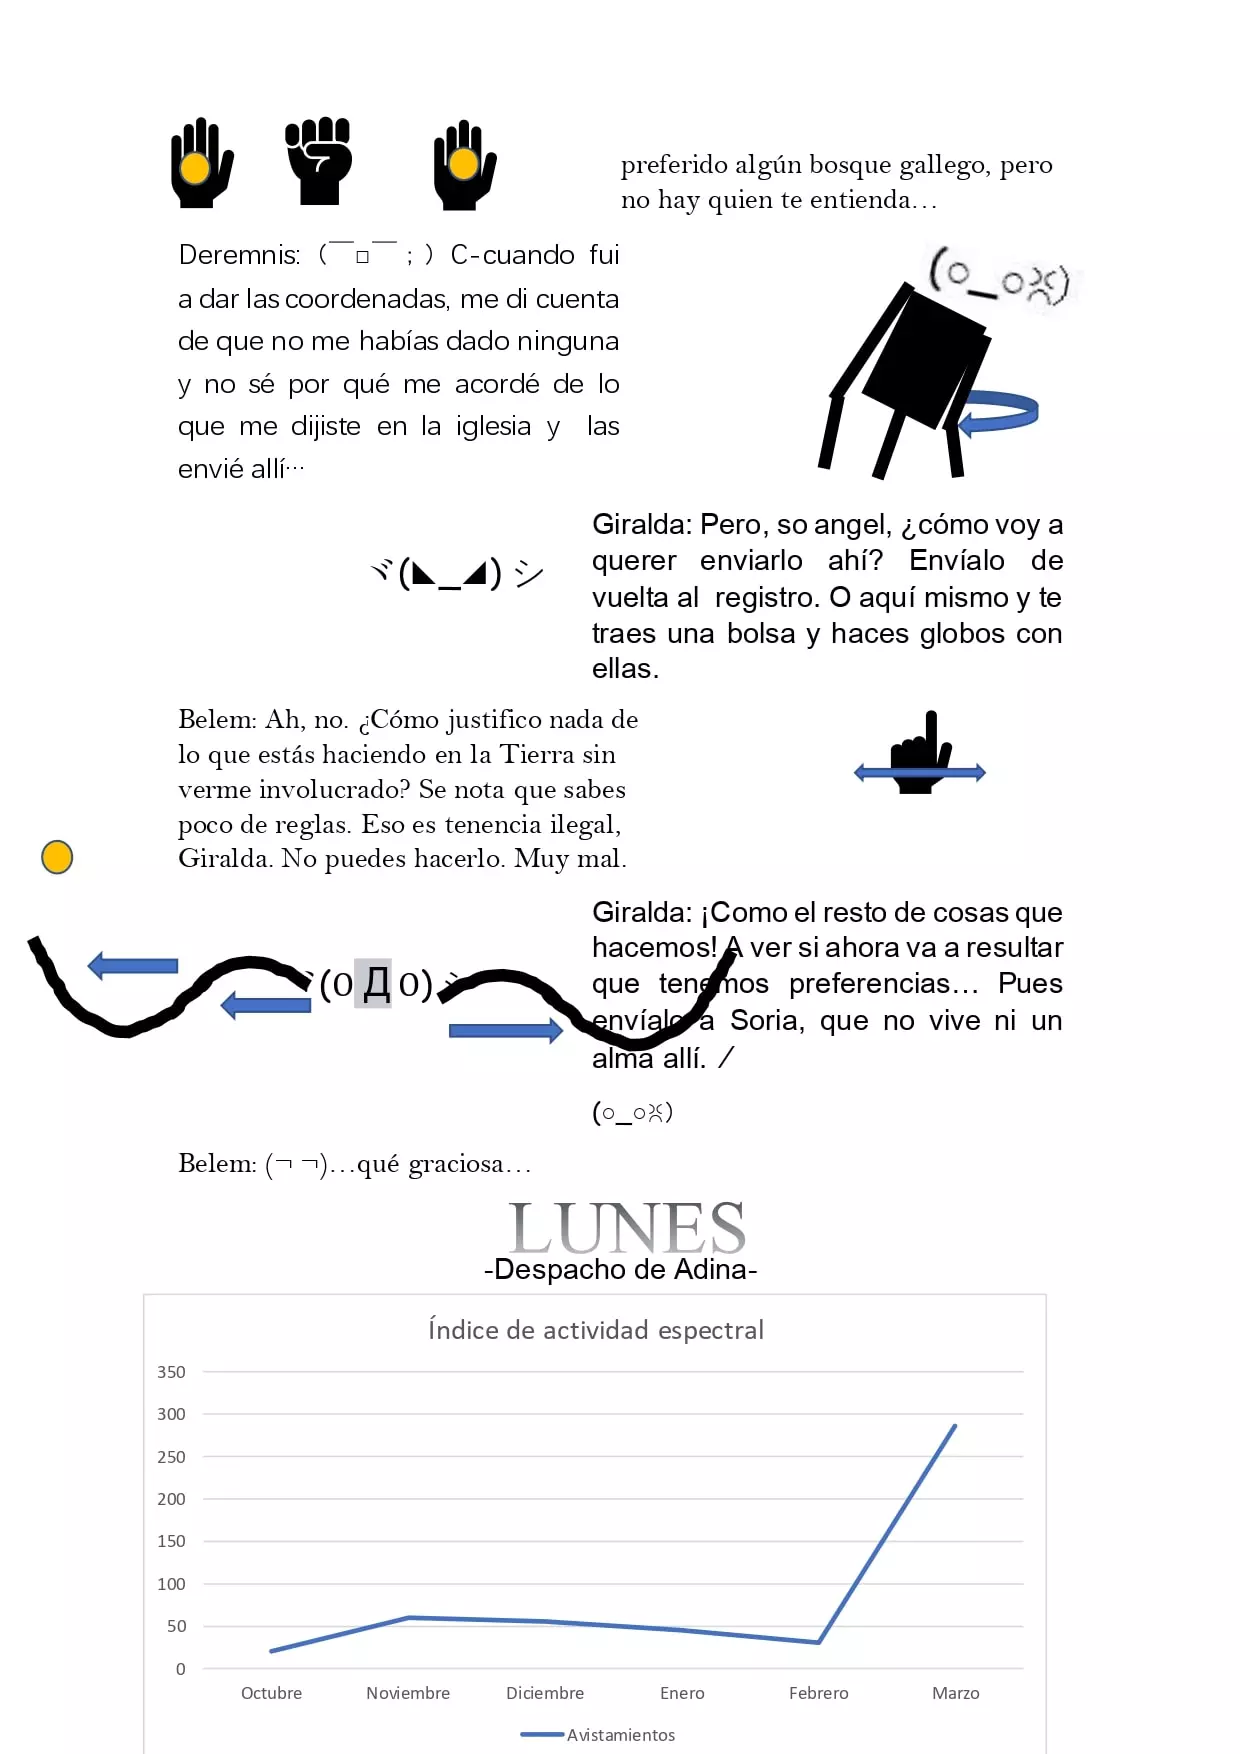 preferido algún bosque gallego, pero
no hay quien te entienda…
Deremnis: (￣□￣；) C-cuando fui
a dar las coordenadas, me di cuenta
de que no me habías dado ninguna
y no sé por qué me acordé de lo
que me dijiste en la iglesia y las
envié allí…
(○_○※)
Giralda: Pero, so angel, ¿cómo voy a
querer enviarlo ahí? Envíalo de
vuelta al registro. O aquí mismo y te
traes una bolsa y haces globos con
ellas.
ヾ(◣_◢)シ
Belem: Ah, no. ¿Cómo justifico nada de
lo que estás haciendo en la Tierra sin
verme involucrado? Se nota que sabes
poco de reglas. Eso es tenencia ilegal,
Giralda. No puedes hacerlo. Muy mal.
Giralda: ¡Como el resto de cosas que
hacemos! A ver si ahora va a resultar
que tenemos preferencias… Pues
envíalo a Soria, que no vive ni un
alma allí. /
ヾ(O Д O)シ
(○_○※)
Belem: (¬ ¬)…qué graciosa…
LUNES
-Despacho de Adina-
Índice de actividad espectral
350
300
250
200
150
100
50
0
Octubre Noviembre Diciembre Enero Febrero Marzo
Avistamientos